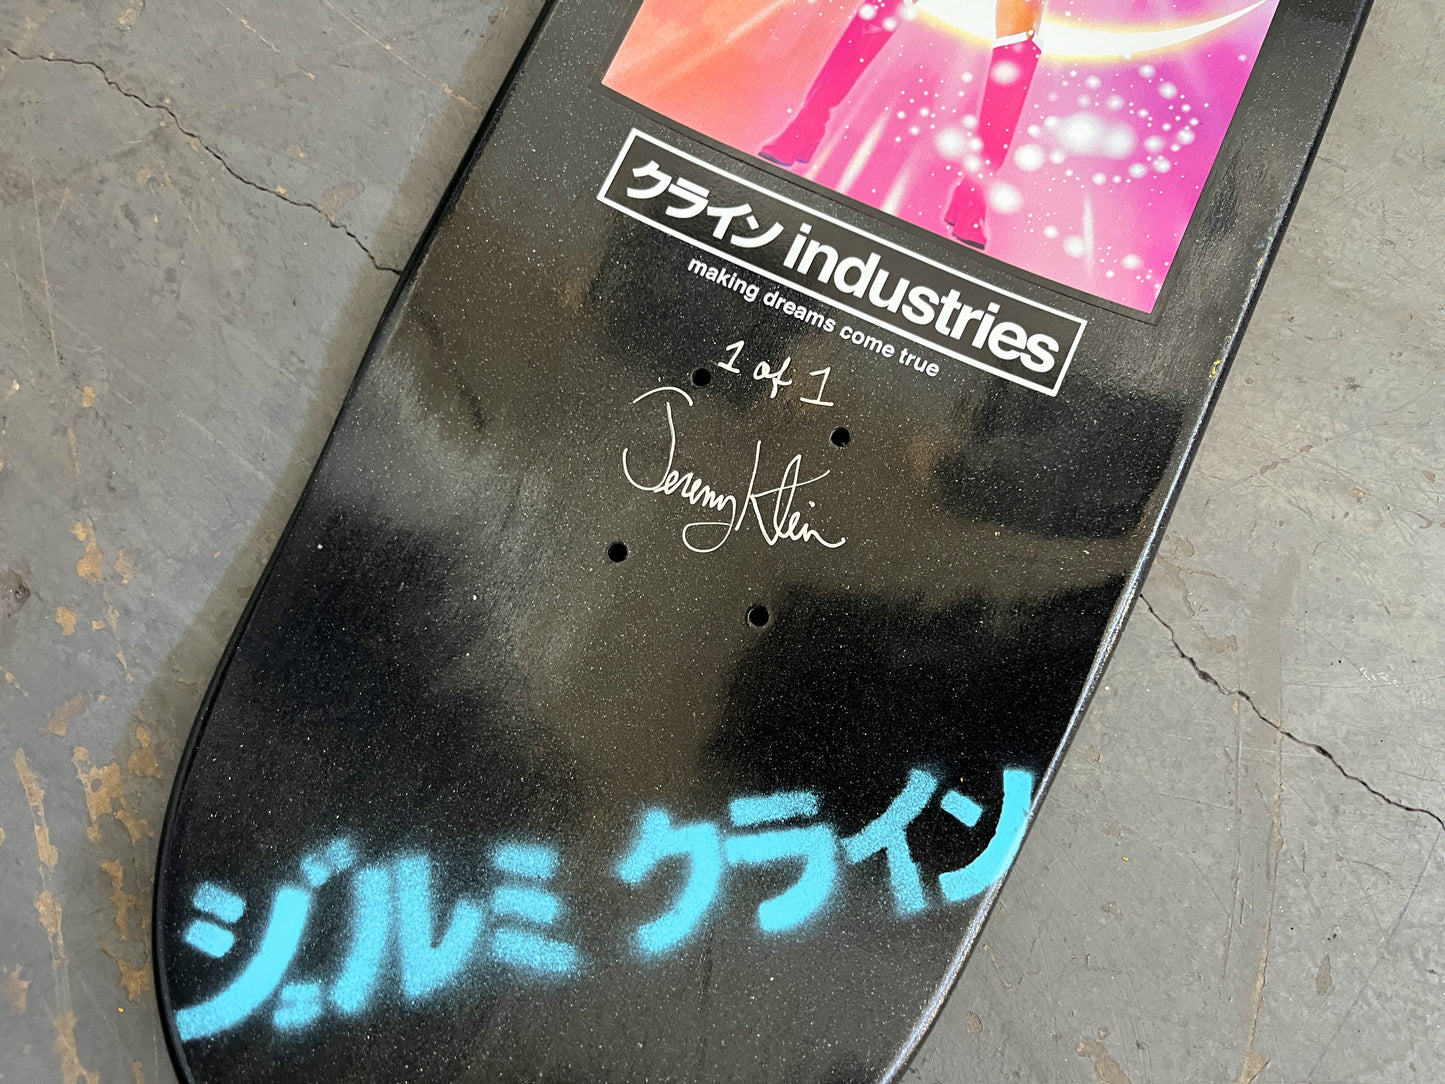 クライン industries
making dreams come true
1 of 1
Jeremy Klein
ジェルミ クライン